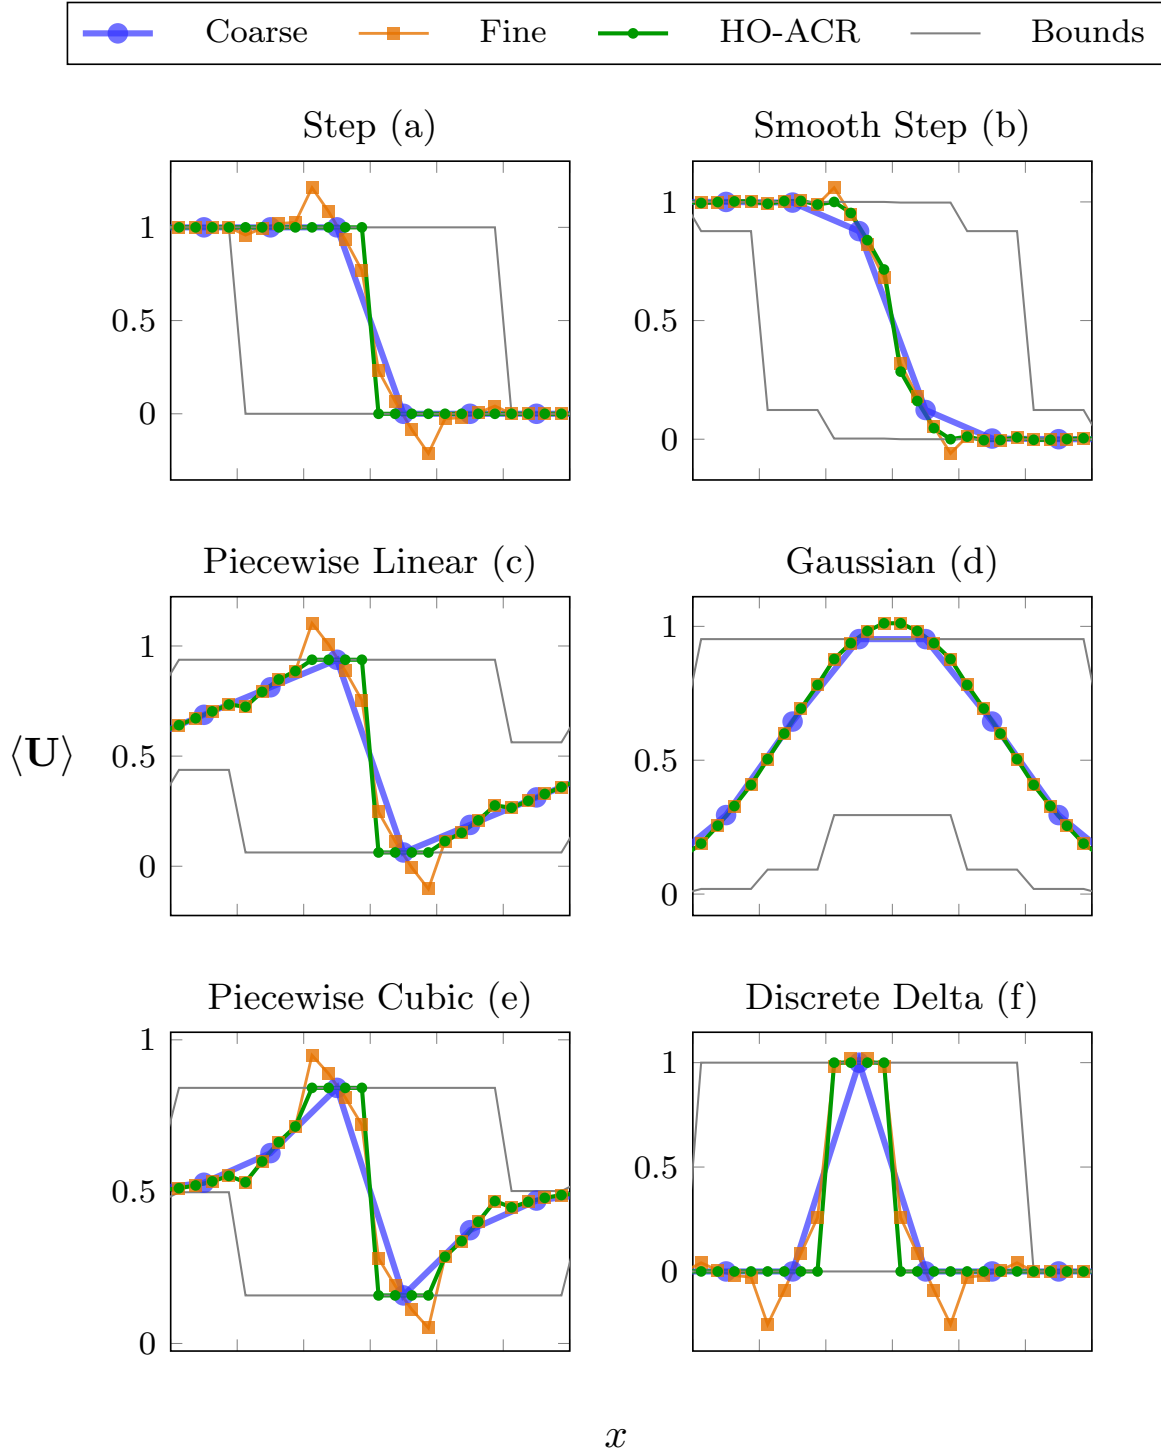 Coarse Fine HO-ACR Bounds
Step (a)
1
0.5
0
Smooth Step (b)
1
0.5
0
Piecewise Linear (c)
1
0.5
0
Gaussian (d)
1
0.5
0
⟨U⟩
Piecewise Cubic (e)
1
0.5
0
Discrete Delta (f)
1
0.5
0
x